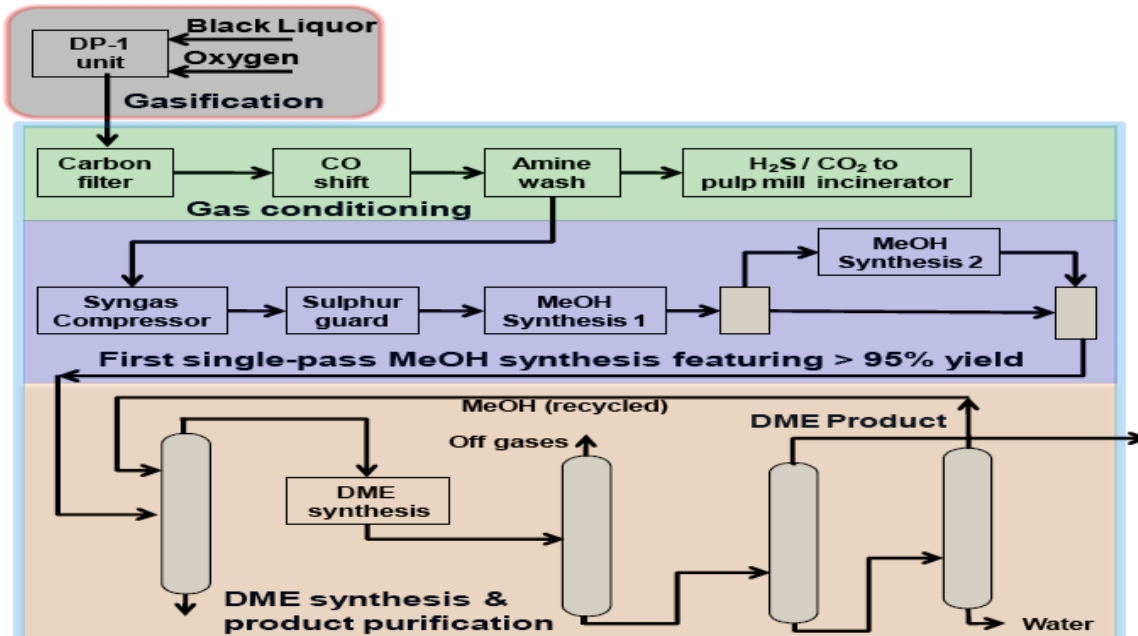 Black Liquor
DP-1
unit
Oxygen
Gasification
Carbon
filter
CO
shift
Amine
wash
H₂S / CO₂ to
pulp mill incinerator
Gas conditioning
MeOH
Synthesis 2
Syngas
Compressor
Sulphur
guard
MeOH
Synthesis 1
First single-pass MeOH synthesis featuring > 95% yield
MeOH (recycled)
DME Product
Off gases
DME
synthesis
DME synthesis &
product purification
Water